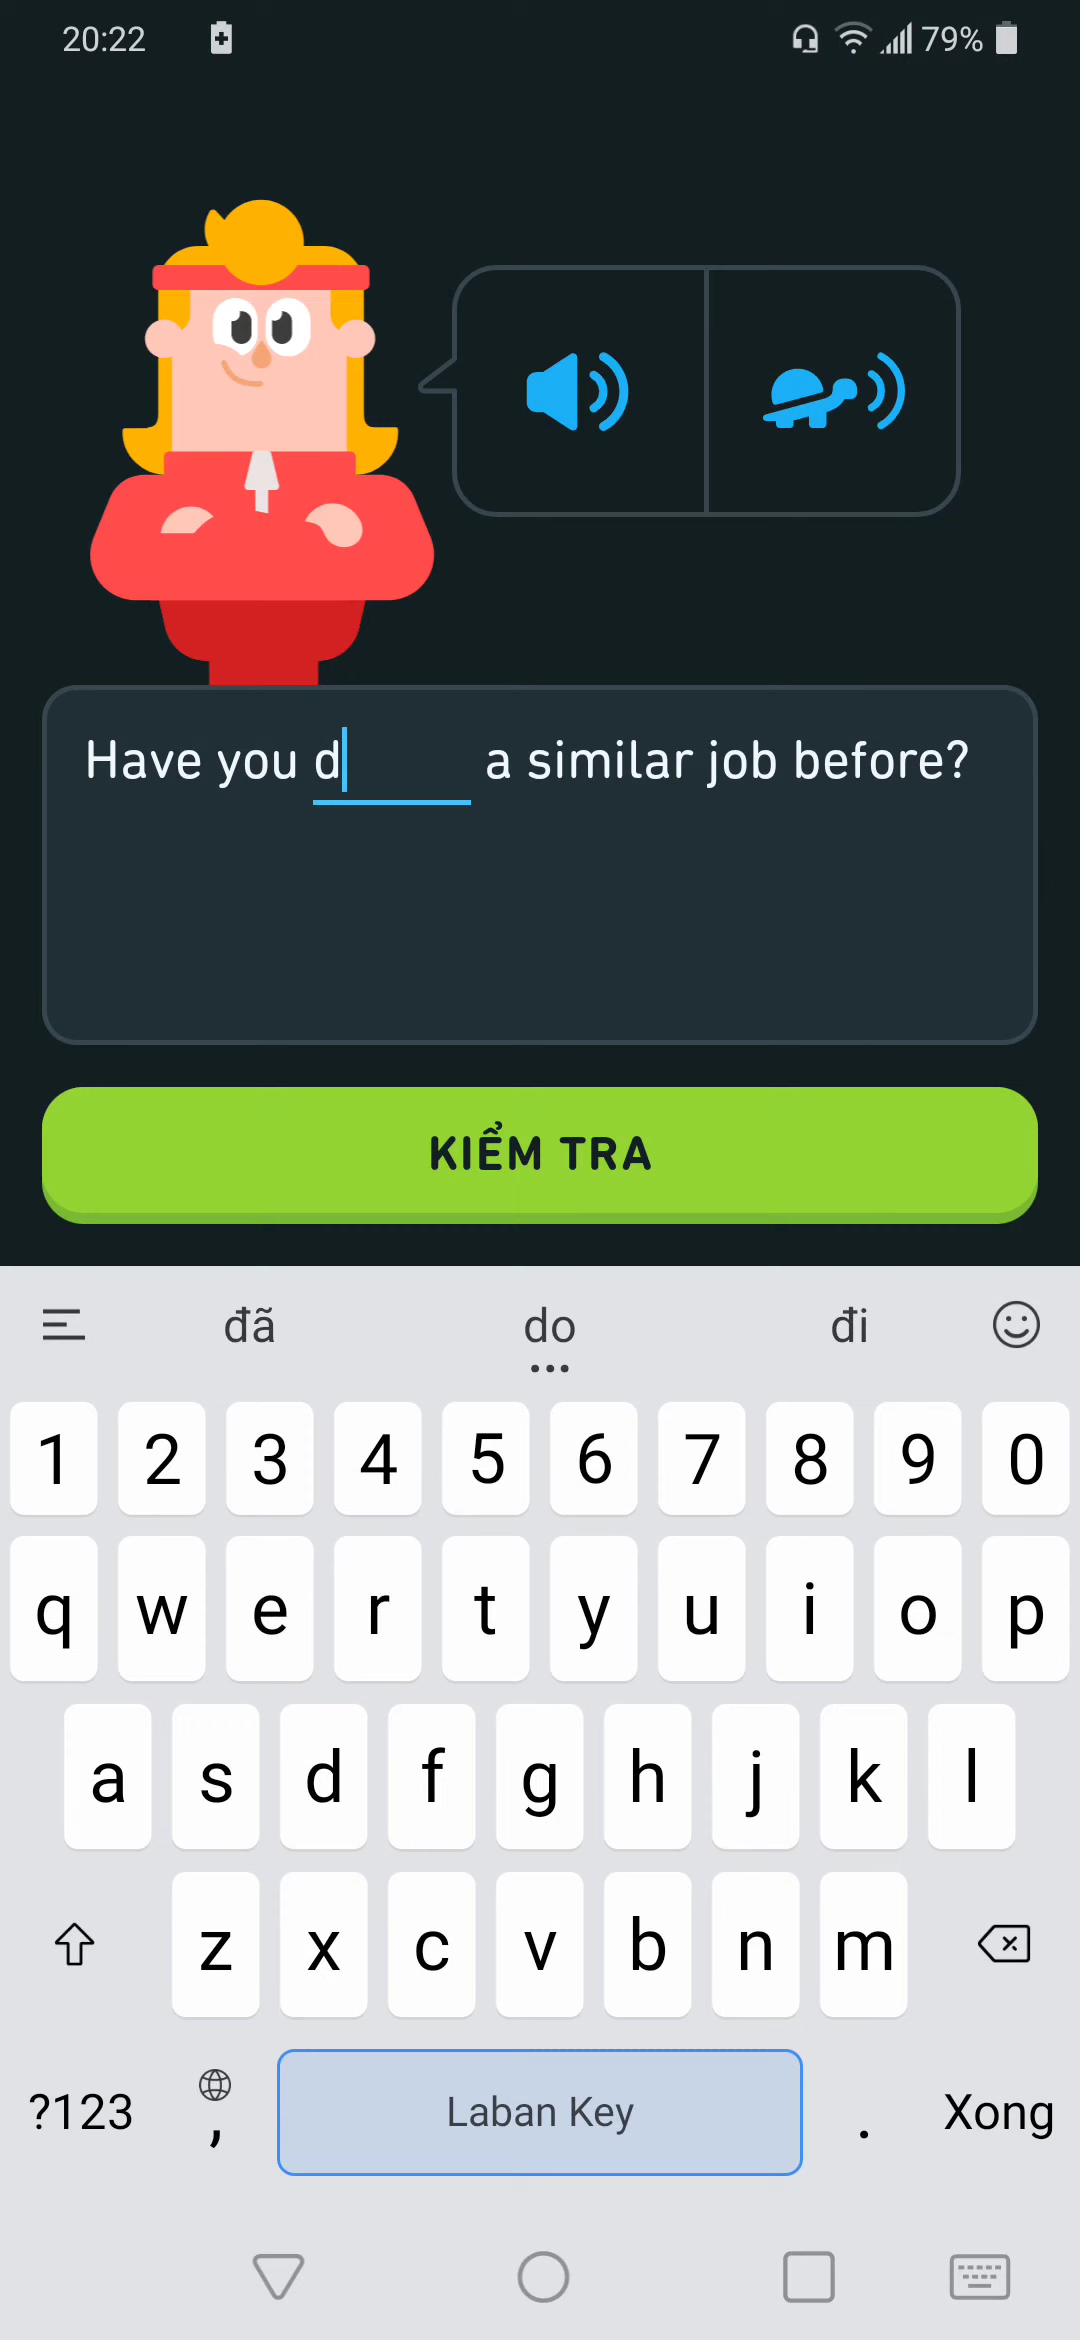 20:22 79%
Have you d a similar job before?
KIỂM TRA
đã do đi
1 2 3 4 5 6 7 8 9 0
q w e r t y u i o p
a s d f g h j k l
z x c v b n m
?123 , Laban Key . Xong